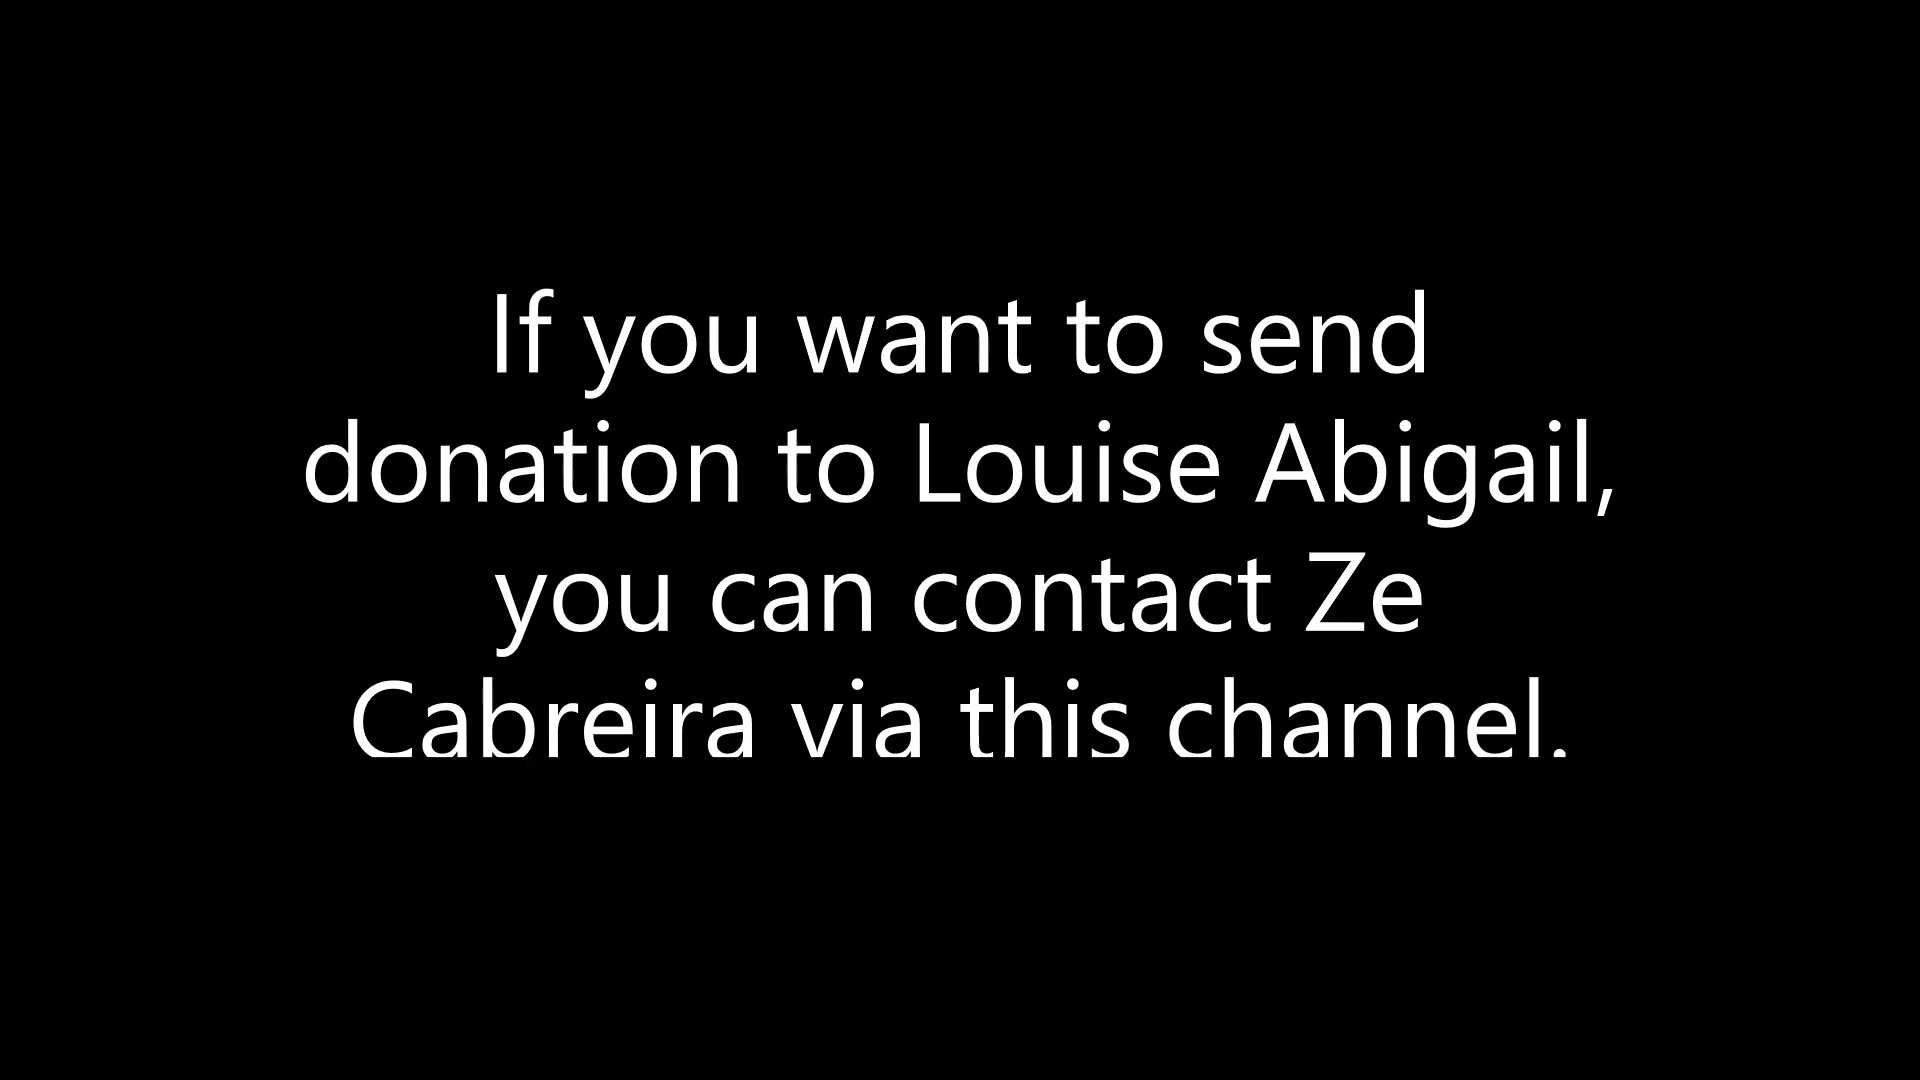 If you want to send
donation to Louise Abigail,
you can contact Ze
Cabreira via this channel.